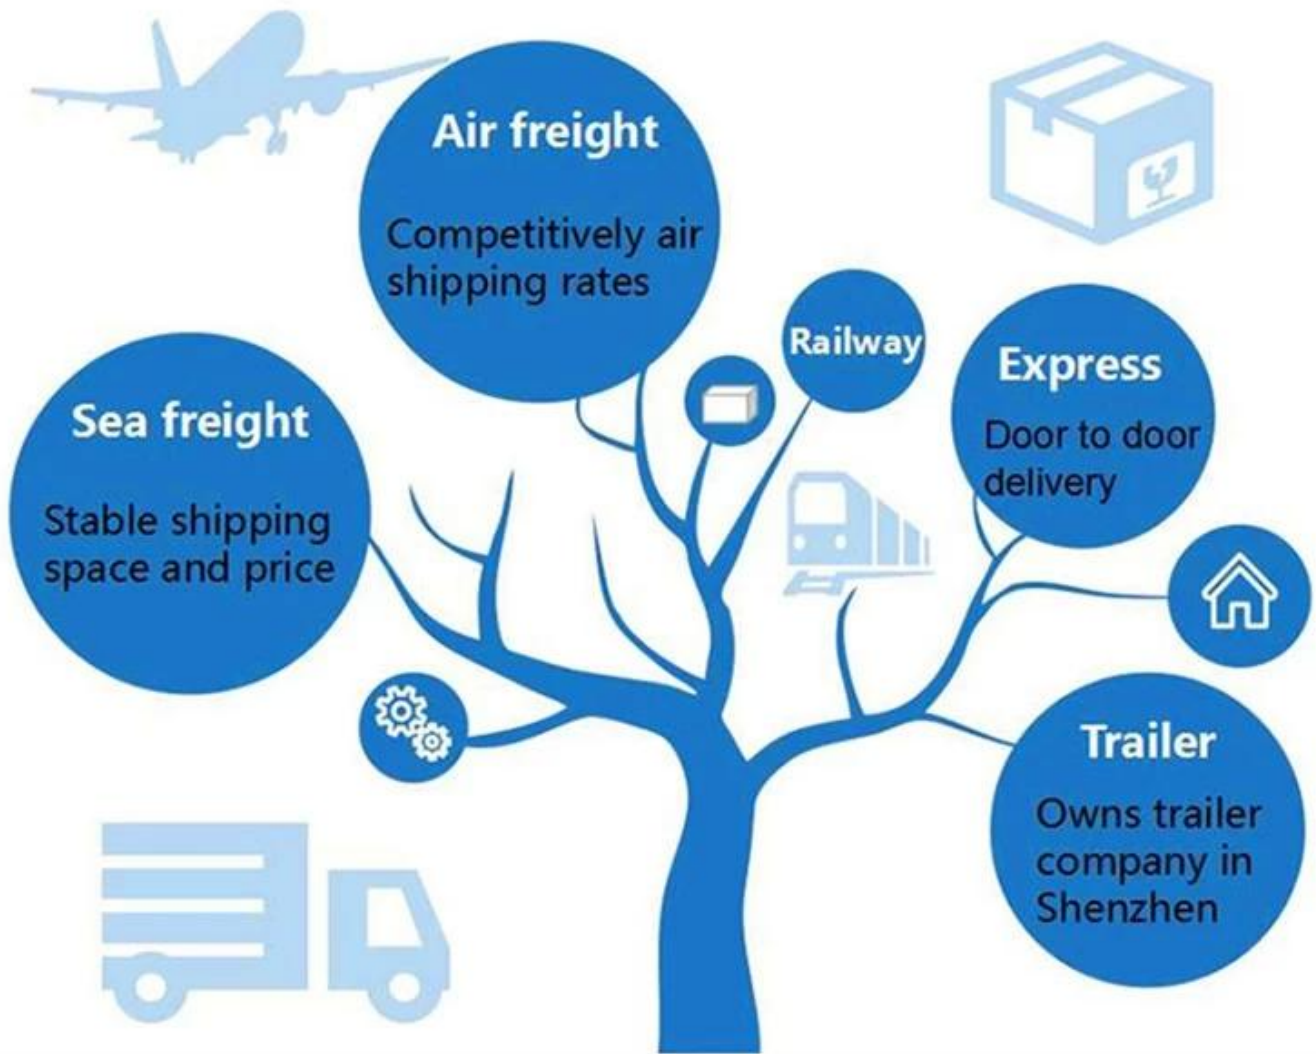 Air freight
Competitively air
shipping rates
Railway
Express
Door to door
delivery
Sea freight
Stable shipping
space and price
Trailer
Owns trailer
company in
Shenzhen